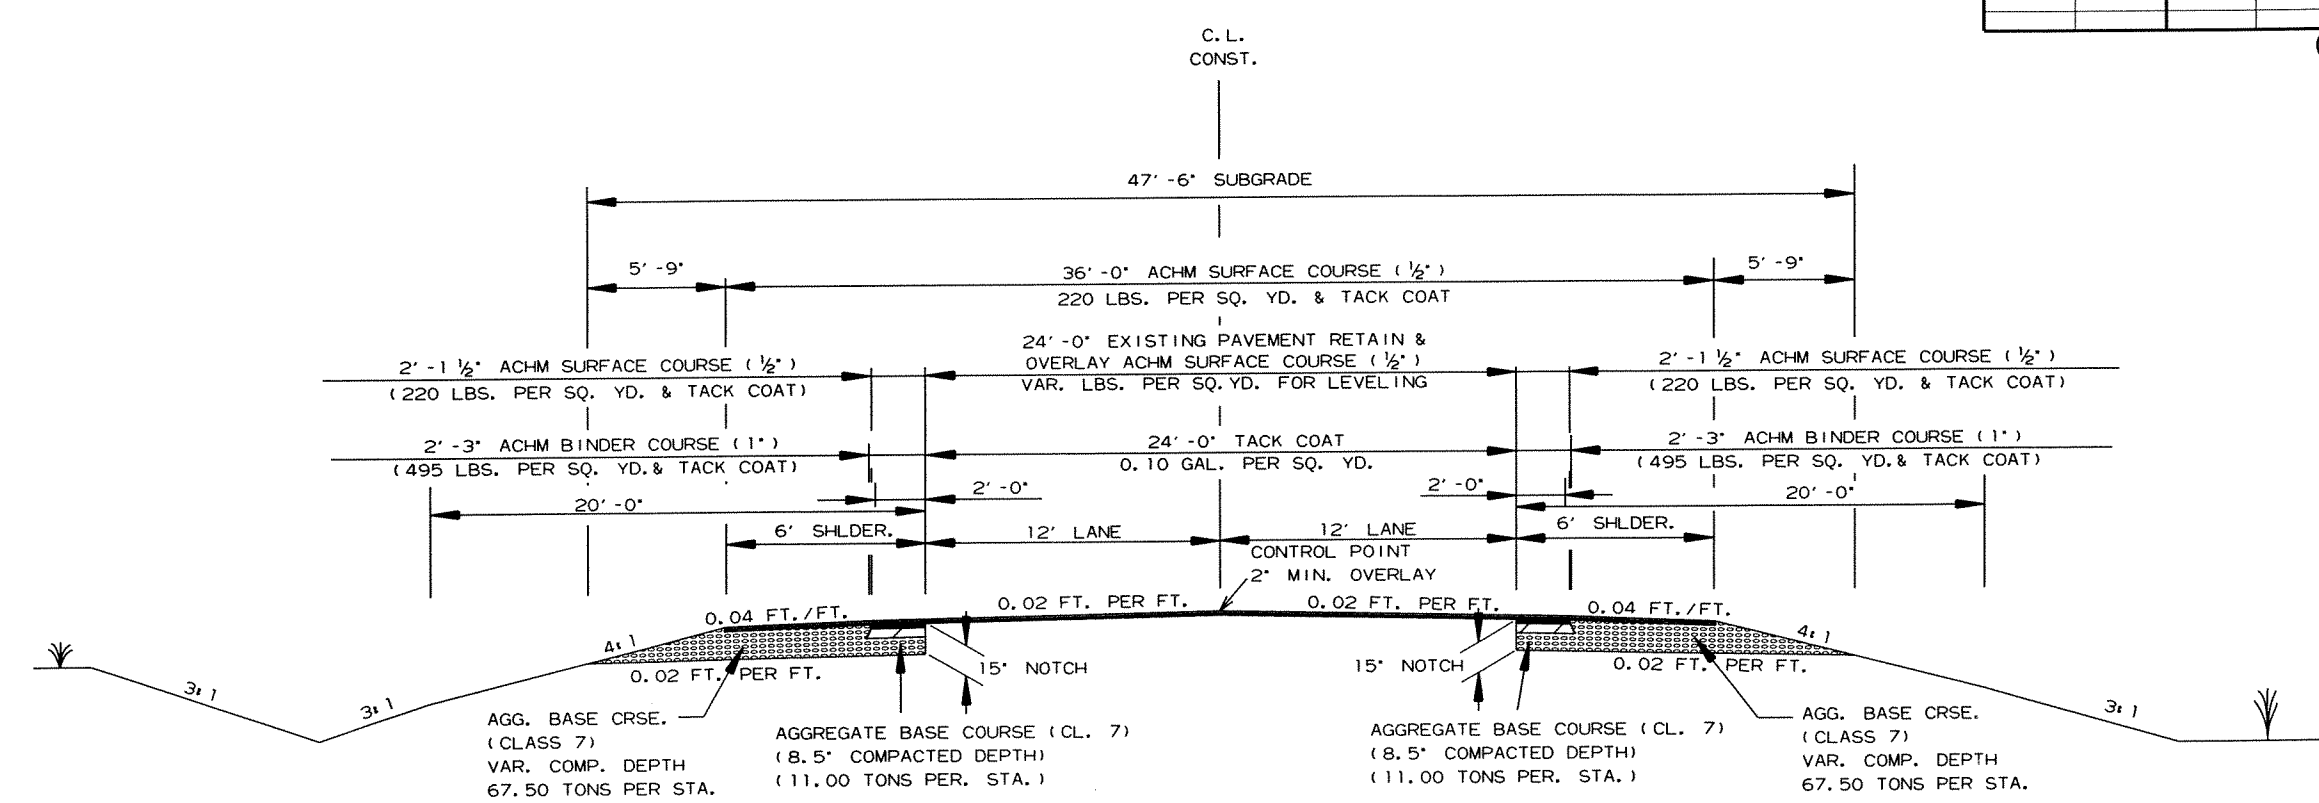 C.L.
CONST.
47'-6" SUBGRADE
5'-9"
36'-0" ACHM SURFACE COURSE (½")
5'-9"
220 LBS. PER SQ. YD. & TACK COAT
2'-1 ½" ACHM SURFACE COURSE (½")
(220 LBS. PER SQ. YD. & TACK COAT)
24'-0" EXISTING PAVEMENT RETAIN &
OVERLAY ACHM SURFACE COURSE (½")
VAR. LBS. PER SQ.YD. FOR LEVELING
2'-1 ½" ACHM SURFACE COURSE (½")
(220 LBS. PER SQ. YD. & TACK COAT)
2'-3" ACHM BINDER COURSE (1")
(495 LBS. PER SQ. YD.& TACK COAT)
24'-0" TACK COAT
0.10 GAL. PER SQ. YD.
2'-3" ACHM BINDER COURSE (1")
(495 LBS. PER SQ. YD.& TACK COAT)
2'-0"
2'-0"
20'-0"
20'-0"
6' SHLDER.
12' LANE
12' LANE
6' SHLDER.
CONTROL POINT
2" MIN. OVERLAY
0.04 FT./FT.
0.02 FT. PER FT.
0.02 FT. PER FT.
0.04 FT./FT.
4:1
4:1
15" NOTCH
15" NOTCH
0.02 FT. PER FT.
0.02 FT. PER FT.
3:1
3:1
3:1
AGG. BASE CRSE.
(CLASS 7)
VAR. COMP. DEPTH
67.50 TONS PER STA.
AGGREGATE BASE COURSE (CL. 7)
(8.5" COMPACTED DEPTH)
(11.00 TONS PER. STA.)
AGGREGATE BASE COURSE (CL. 7)
(8.5" COMPACTED DEPTH)
(11.00 TONS PER. STA.)
AGG. BASE CRSE.
(CLASS 7)
VAR. COMP. DEPTH
67.50 TONS PER STA.